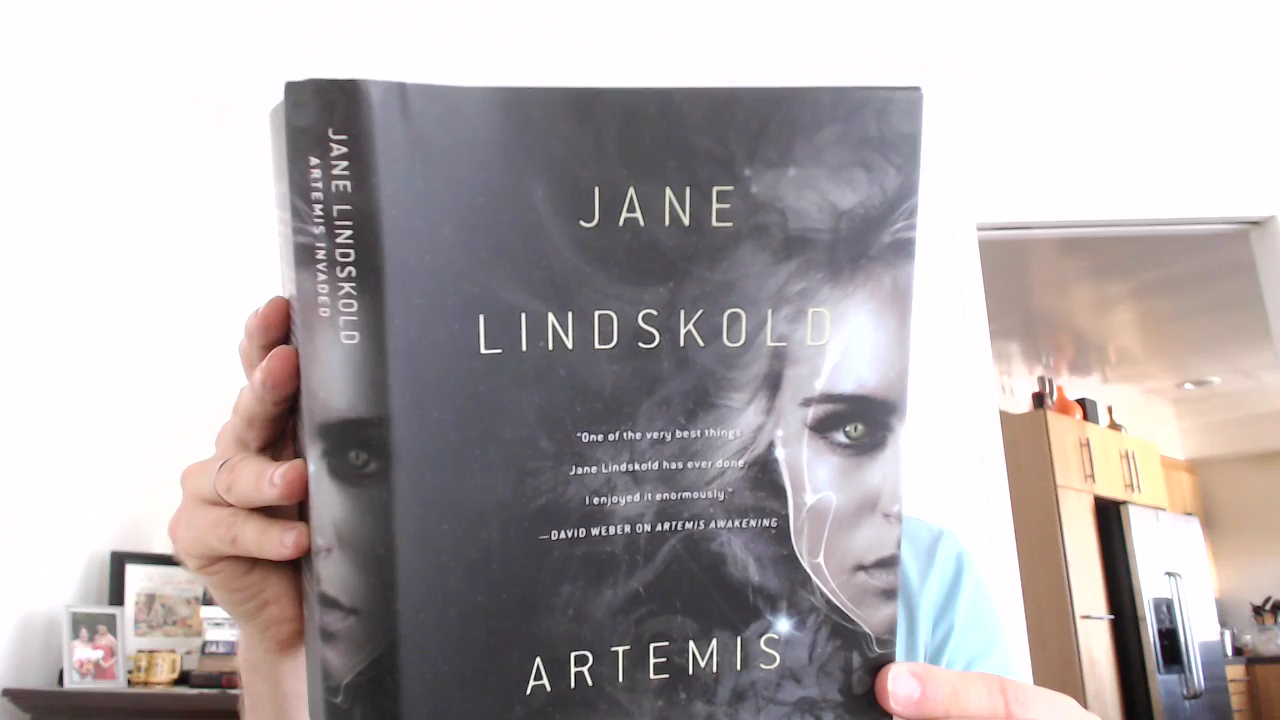 JANE LINDSKOLD
ARTEMIS INVADED
JANE
LINDSKOLD
"One of the very best things
Jane Lindskold has ever done.
I enjoyed it enormously."
—DAVID WEBER ON ARTEMIS AWAKENING
ARTEMIS